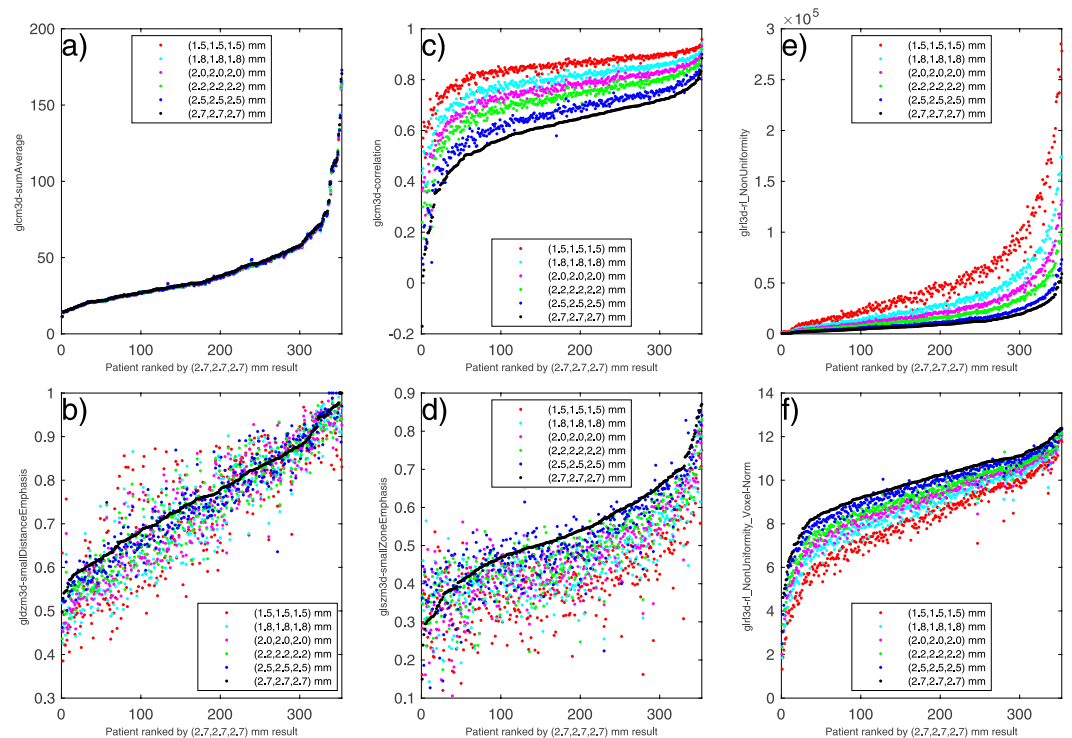 a)
200
150
100
50
0
glcm3d-sumAverage
(1.5,1.5,1.5) mm
(1.8,1.8,1.8) mm
(2.0,2.0,2.0) mm
(2.2,2.2,2.2) mm
(2.5,2.5,2.5) mm
(2.7,2.7,2.7) mm
0 100 200 300
Patient ranked by (2.7,2.7,2.7) mm result
c)
1
0.8
0.6
0.4
0.2
0
-0.2
glcm3d-correlation
(1.5,1.5,1.5) mm
(1.8,1.8,1.8) mm
(2.0,2.0,2.0) mm
(2.2,2.2,2.2) mm
(2.5,2.5,2.5) mm
(2.7,2.7,2.7) mm
0 100 200 300
Patient ranked by (2.7,2.7,2.7) mm result
e)
×10⁵
3
2.5
2
1.5
1
0.5
0
glrl3d-rl_NonUniformity
(1.5,1.5,1.5) mm
(1.8,1.8,1.8) mm
(2.0,2.0,2.0) mm
(2.2,2.2,2.2) mm
(2.5,2.5,2.5) mm
(2.7,2.7,2.7) mm
0 100 200 300
Patient ranked by (2.7,2.7,2.7) mm result
b)
1
0.9
0.8
0.7
0.6
0.5
0.4
0.3
gldzm3d-smallDistanceEmphasis
(1.5,1.5,1.5) mm
(1.8,1.8,1.8) mm
(2.0,2.0,2.0) mm
(2.2,2.2,2.2) mm
(2.5,2.5,2.5) mm
(2.7,2.7,2.7) mm
0 100 200 300
Patient ranked by (2.7,2.7,2.7) mm result
d)
0.9
0.8
0.7
0.6
0.5
0.4
0.3
0.2
0.1
glszm3d-smallZoneEmphasis
(1.5,1.5,1.5) mm
(1.8,1.8,1.8) mm
(2.0,2.0,2.0) mm
(2.2,2.2,2.2) mm
(2.5,2.5,2.5) mm
(2.7,2.7,2.7) mm
0 100 200 300
Patient ranked by (2.7,2.7,2.7) mm result
f)
14
12
10
8
6
4
2
0
glrl3d-rl_NonUniformity_Voxel-Norm
(1.5,1.5,1.5) mm
(1.8,1.8,1.8) mm
(2.0,2.0,2.0) mm
(2.2,2.2,2.2) mm
(2.5,2.5,2.5) mm
(2.7,2.7,2.7) mm
0 100 200 300
Patient ranked by (2.7,2.7,2.7) mm result